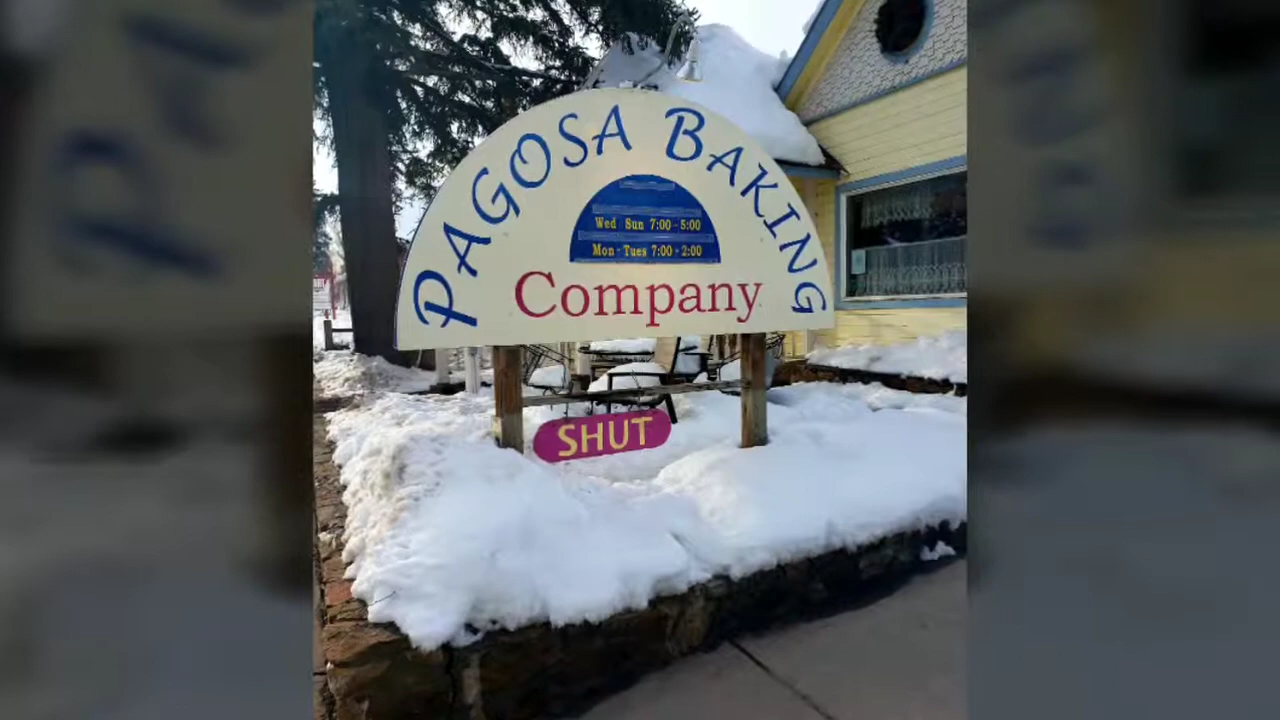 PAGOSA BAKING
Wed Sun 7:00 - 5:00
Mon - Tues 7:00 - 2:00
Company
SHUT